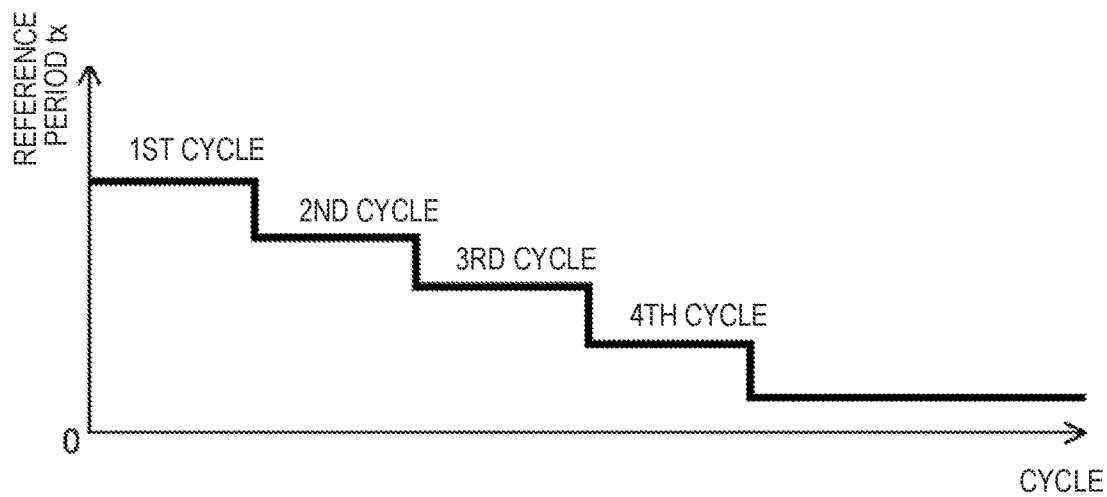 REFERENCE
PERIOD tx
1ST CYCLE
2ND CYCLE
3RD CYCLE
4TH CYCLE
0
CYCLE